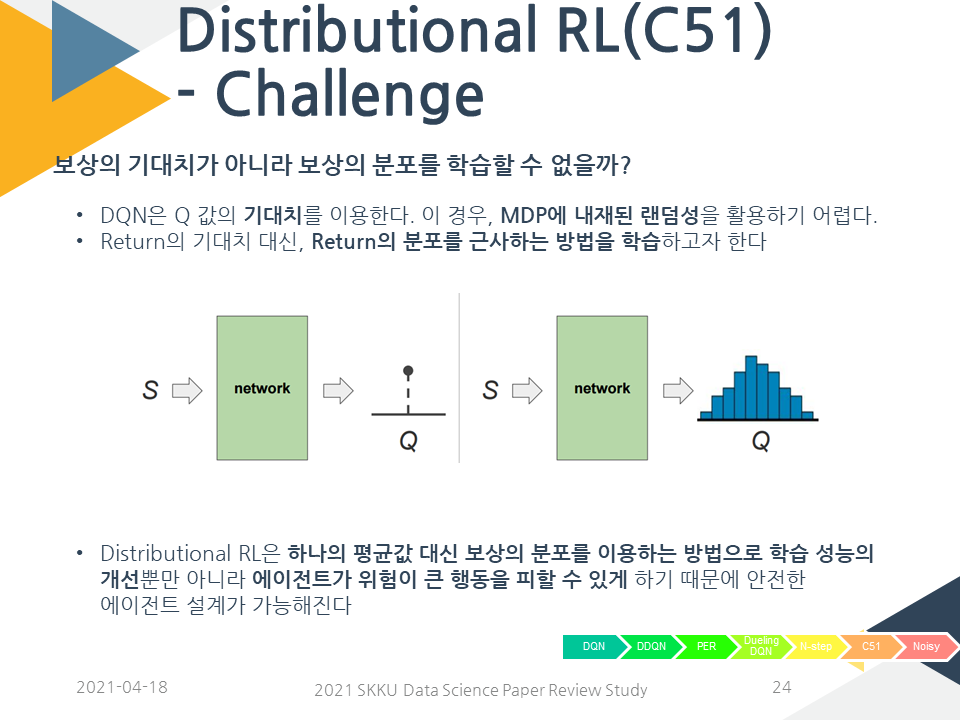 Distributional RL(C51)
- Challenge
보상의 기대치가 아니라 보상의 분포를 학습할 수 없을까?
• DQN은 Q 값의 기대치를 이용한다. 이 경우, MDP에 내재된 랜덤성을 활용하기 어렵다.
• Return의 기대치 대신, Return의 분포를 근사하는 방법을 학습하고자 한다
S network Q
S network Q
• Distributional RL은 하나의 평균값 대신 보상의 분포를 이용하는 방법으로 학습 성능의
개선뿐만 아니라 에이전트가 위험이 큰 행동을 피할 수 있게 하기 때문에 안전한
에이전트 설계가 가능해진다
DQN DDQN PER Dueling DQN N-step C51 Noisy
2021-04-18 2021 SKKU Data Science Paper Review Study 24